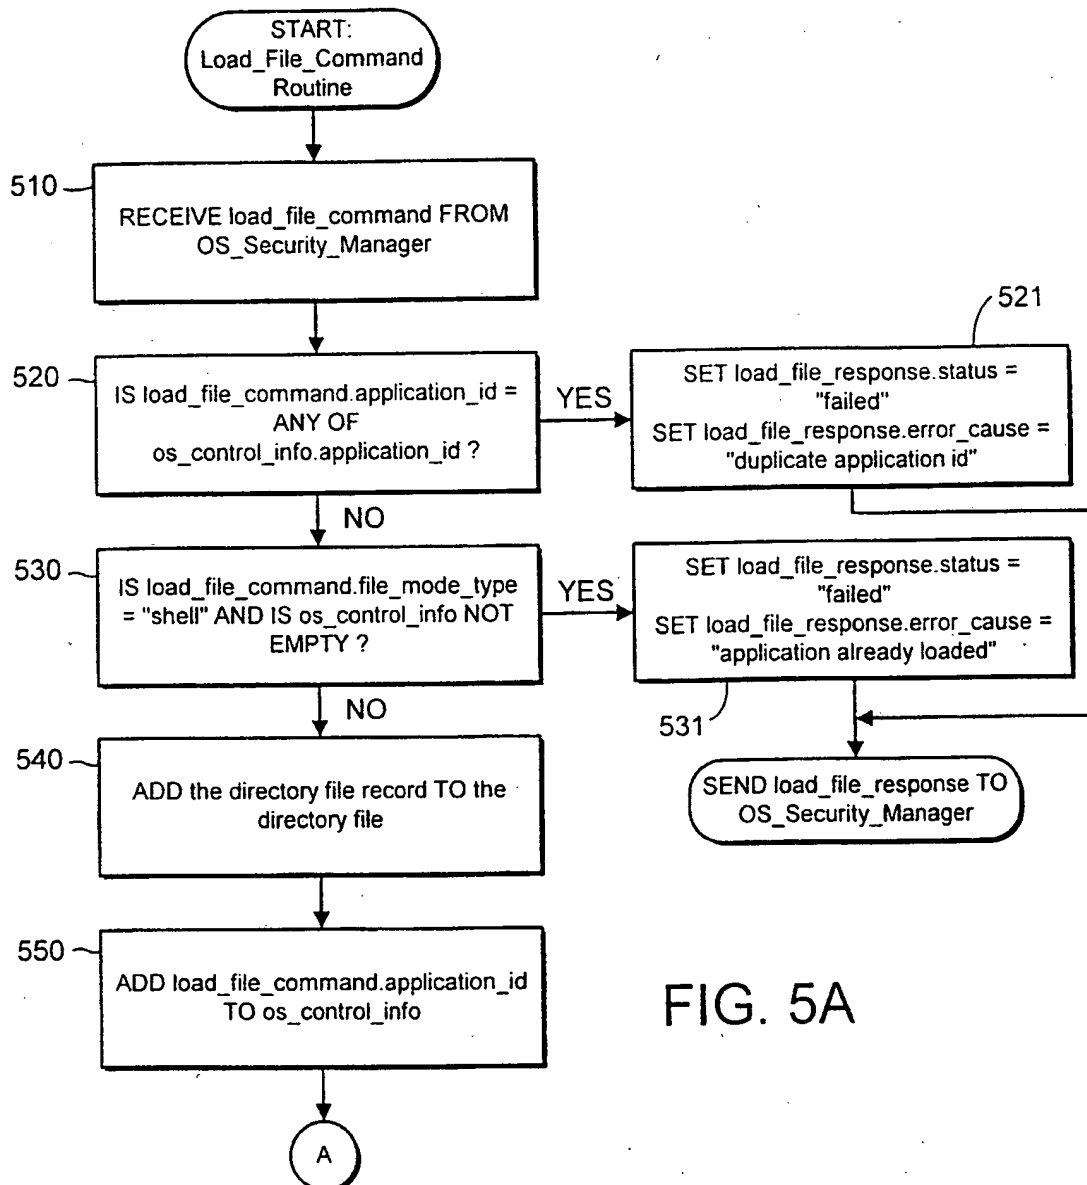 START:
Load_File_Command
Routine
510
RECEIVE load_file_command FROM
OS_Security_Manager
521
520
IS load_file_command.application_id =
ANY OF
os_control_info.application_id ?
YES
SET load_file_response.status =
"failed"
SET load_file_response.error_cause =
"duplicate application id"
NO
530
IS load_file_command.file_mode_type
= "shell" AND IS os_control_info NOT
EMPTY ?
YES
SET load_file_response.status =
"failed"
SET load_file_response.error_cause =
"application already loaded"
NO
531
540
ADD the directory file record TO the
directory file
SEND load_file_response TO
OS_Security_Manager
550
ADD load_file_command.application_id
TO os_control_info
FIG. 5A
A